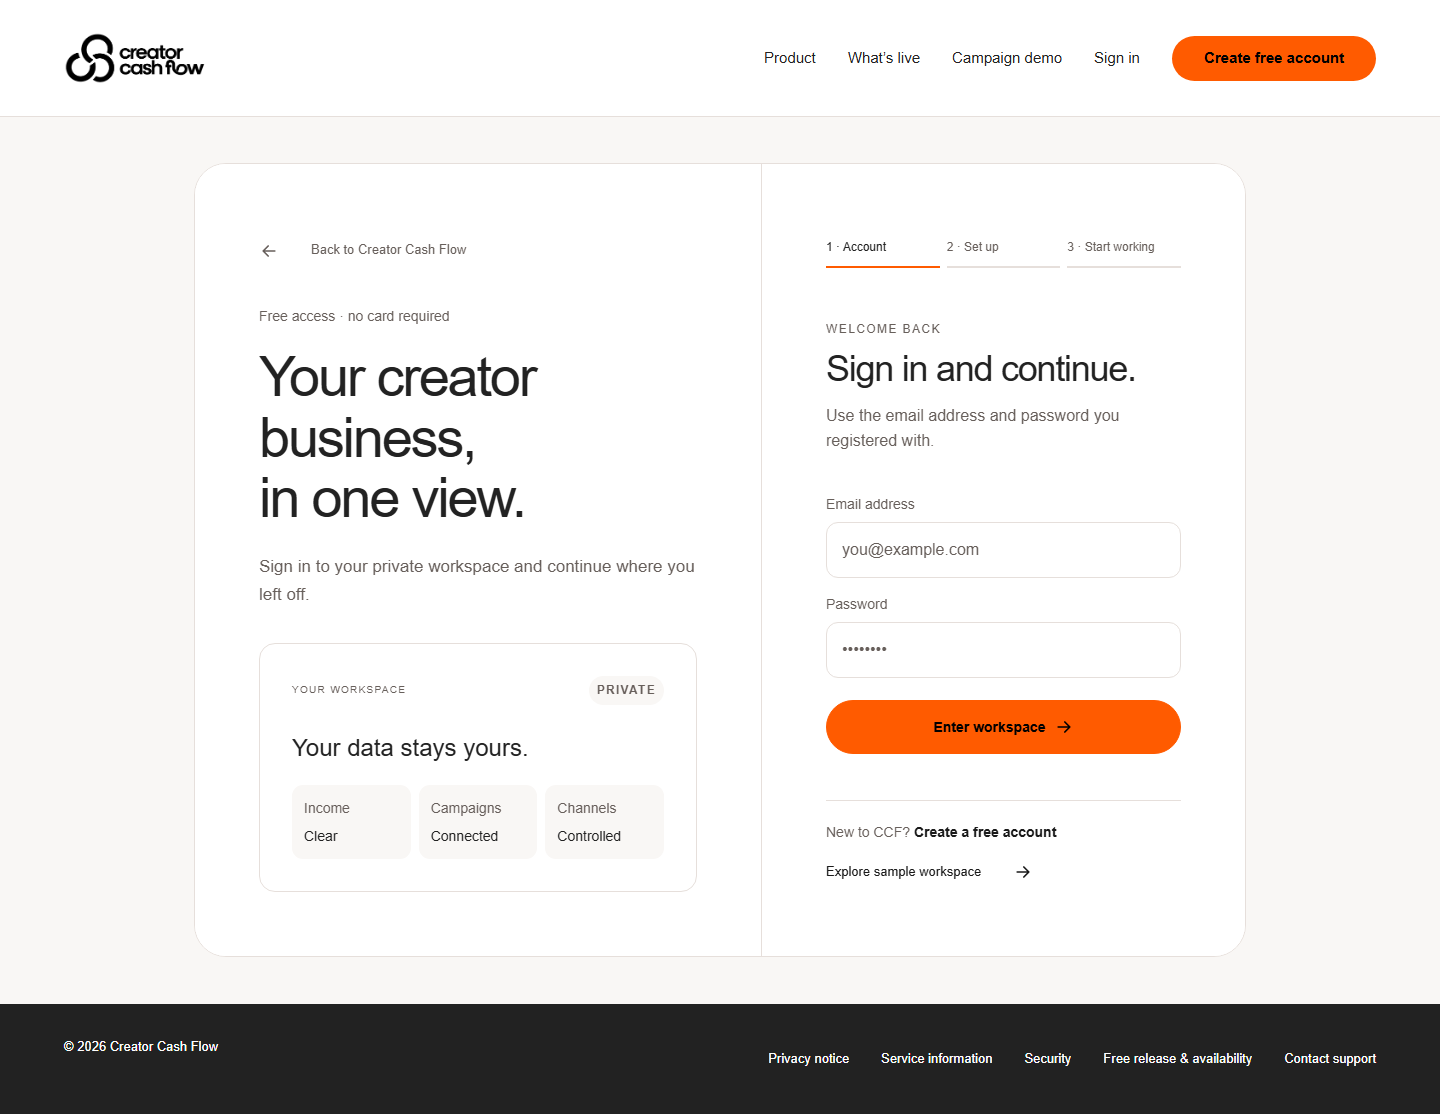 creator
cash flow
Product
What's live
Campaign demo
Sign in
Create free account
Back to Creator Cash Flow
Free access · no card required
Your creator
business,
in one view.
Sign in to your private workspace and continue where you
left off.
YOUR WORKSPACE
PRIVATE
Your data stays yours.
Income
Clear
Campaigns
Connected
Channels
Controlled
1 · Account
2 · Set up
3 · Start working
WELCOME BACK
Sign in and continue.
Use the email address and password you
registered with.
Email address
you@example.com
Password
••••••••
Enter workspace
New to CCF? Create a free account
Explore sample workspace
© 2026 Creator Cash Flow
Privacy notice
Service information
Security
Free release & availability
Contact support